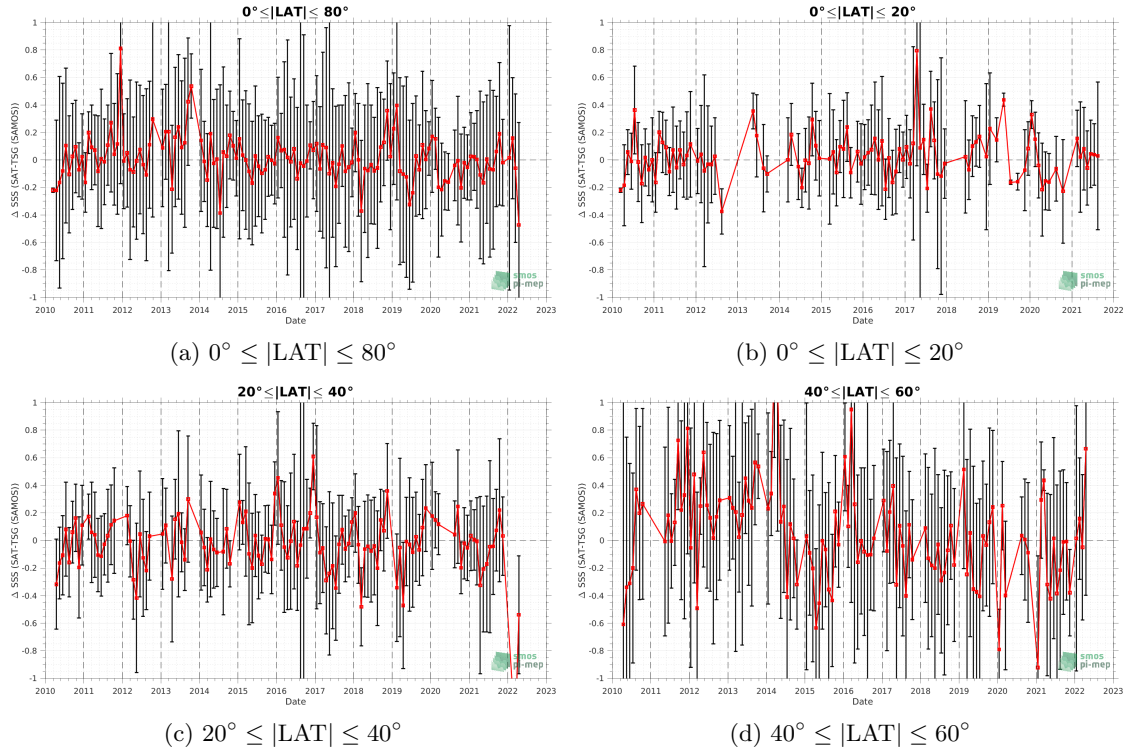 0°≤|LAT|≤ 80°
Δ SSS (SAT-TSG (SAMOS))
1
0.8
0.6
0.4
0.2
0
-0.2
-0.4
-0.6
-0.8
-1
smos
pi-mep
2010 2011 2012 2013 2014 2015 2016 2017 2018 2019 2020 2021 2022 2023
Date
(a) 0° ≤ |LAT| ≤ 80°
0°≤|LAT|≤ 20°
Δ SSS (SAT-TSG (SAMOS))
1
0.8
0.6
0.4
0.2
0
-0.2
-0.4
-0.6
-0.8
-1
smos
pi-mep
2010 2011 2012 2013 2014 2015 2016 2017 2018 2019 2020 2021 2022
Date
(b) 0° ≤ |LAT| ≤ 20°
20°≤|LAT|≤ 40°
Δ SSS (SAT-TSG (SAMOS))
1
0.8
0.6
0.4
0.2
0
-0.2
-0.4
-0.6
-0.8
-1
smos
pi-mep
2010 2011 2012 2013 2014 2015 2016 2017 2018 2019 2020 2021 2022 2023
Date
(c) 20° ≤ |LAT| ≤ 40°
40°≤|LAT|≤ 60°
Δ SSS (SAT-TSG (SAMOS))
1
0.8
0.6
0.4
0.2
0
-0.2
-0.4
-0.6
-0.8
-1
smos
pi-mep
2010 2011 2012 2013 2014 2015 2016 2017 2018 2019 2020 2021 2022 2023
Date
(d) 40° ≤ |LAT| ≤ 60°